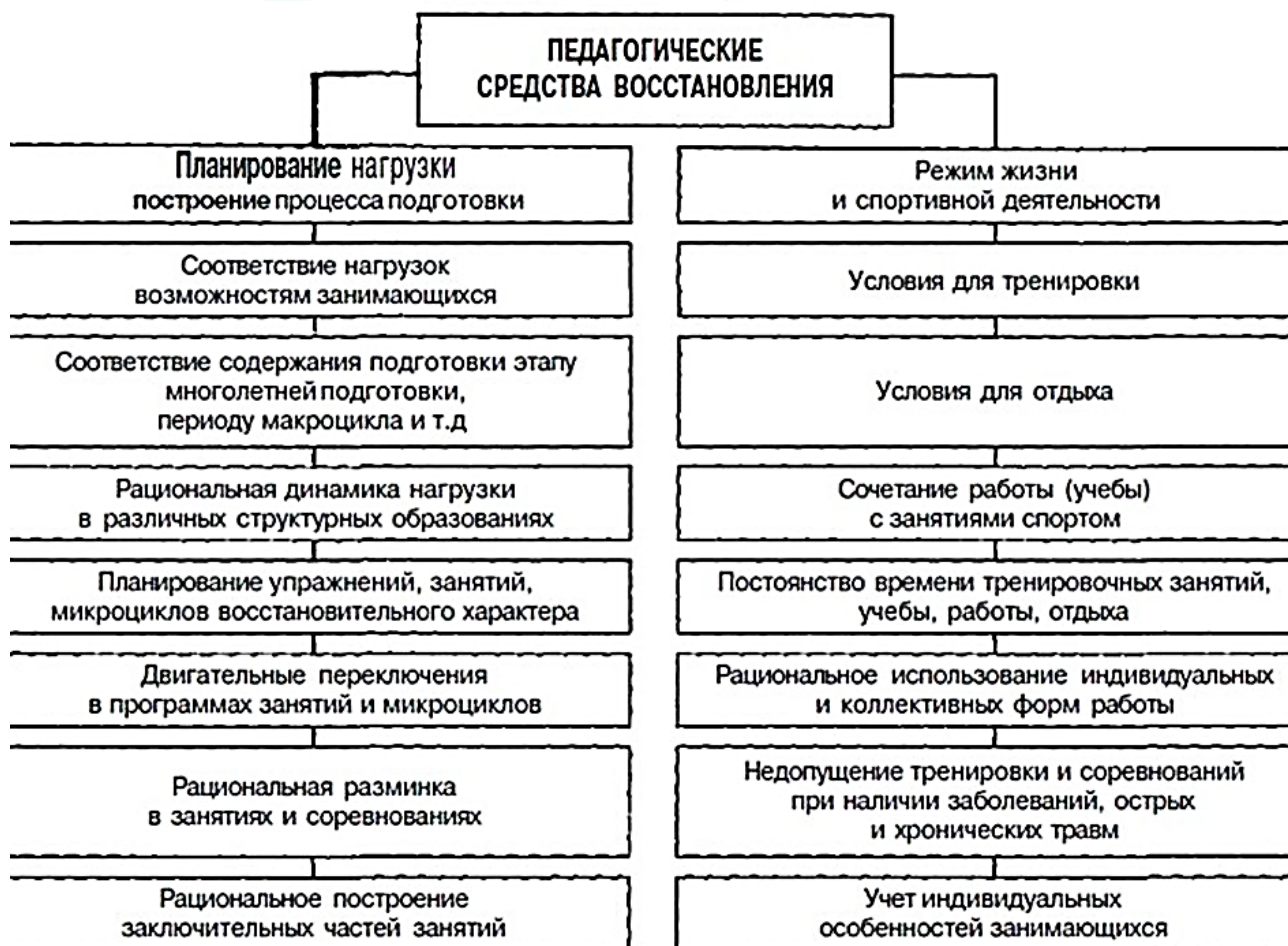 ПЕДАГОГИЧЕСКИЕ
СРЕДСТВА ВОССТАНОВЛЕНИЯ
Планирование нагрузки
построение процесса подготовки
Соответствие нагрузок
возможностям занимающихся
Соответствие содержания подготовки этапу
многолетней подготовки,
периоду макроцикла и т.д
Рациональная динамика нагрузки
в различных структурных образованиях
Планирование упражнений, занятий,
микроциклов восстановительного характера
Двигательные переключения
в программах занятий и микроциклов
Рациональная разминка
в занятиях и соревнованиях
Рациональное построение
заключительных частей занятий
Режим жизни
и спортивной деятельности
Условия для тренировки
Условия для отдыха
Сочетание работы (учебы)
с занятиями спортом
Постоянство времени тренировочных занятий,
учебы, работы, отдыха
Рациональное использование индивидуальных
и коллективных форм работы
Недопущение тренировки и соревнований
при наличии заболеваний, острых
и хронических травм
Учет индивидуальных
особенностей занимающихся